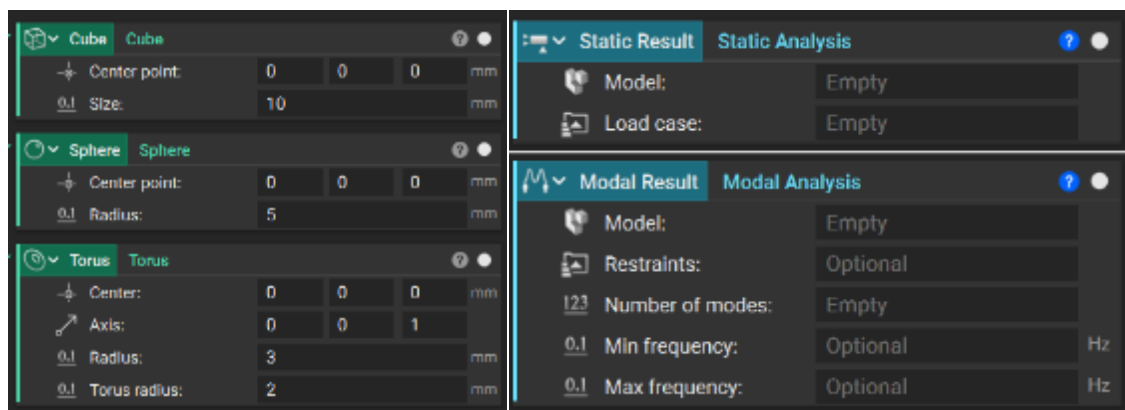 Cube Cube
Center point: 0 0 0 mm
0.1 Size: 10 mm
Sphere Sphere
Center point: 0 0 0 mm
0.1 Radius: 5 mm
Torus Torus
Center: 0 0 0 mm
Axis: 0 0 1
0.1 Radius: 3 mm
0.1 Torus radius: 2 mm
Static Result Static Analysis ?
Model: Empty
Load case: Empty
Modal Result Modal Analysis ?
Model: Empty
Restraints: Optional
123 Number of modes: Empty
0.1 Min frequency: Optional Hz
0.1 Max frequency: Optional Hz